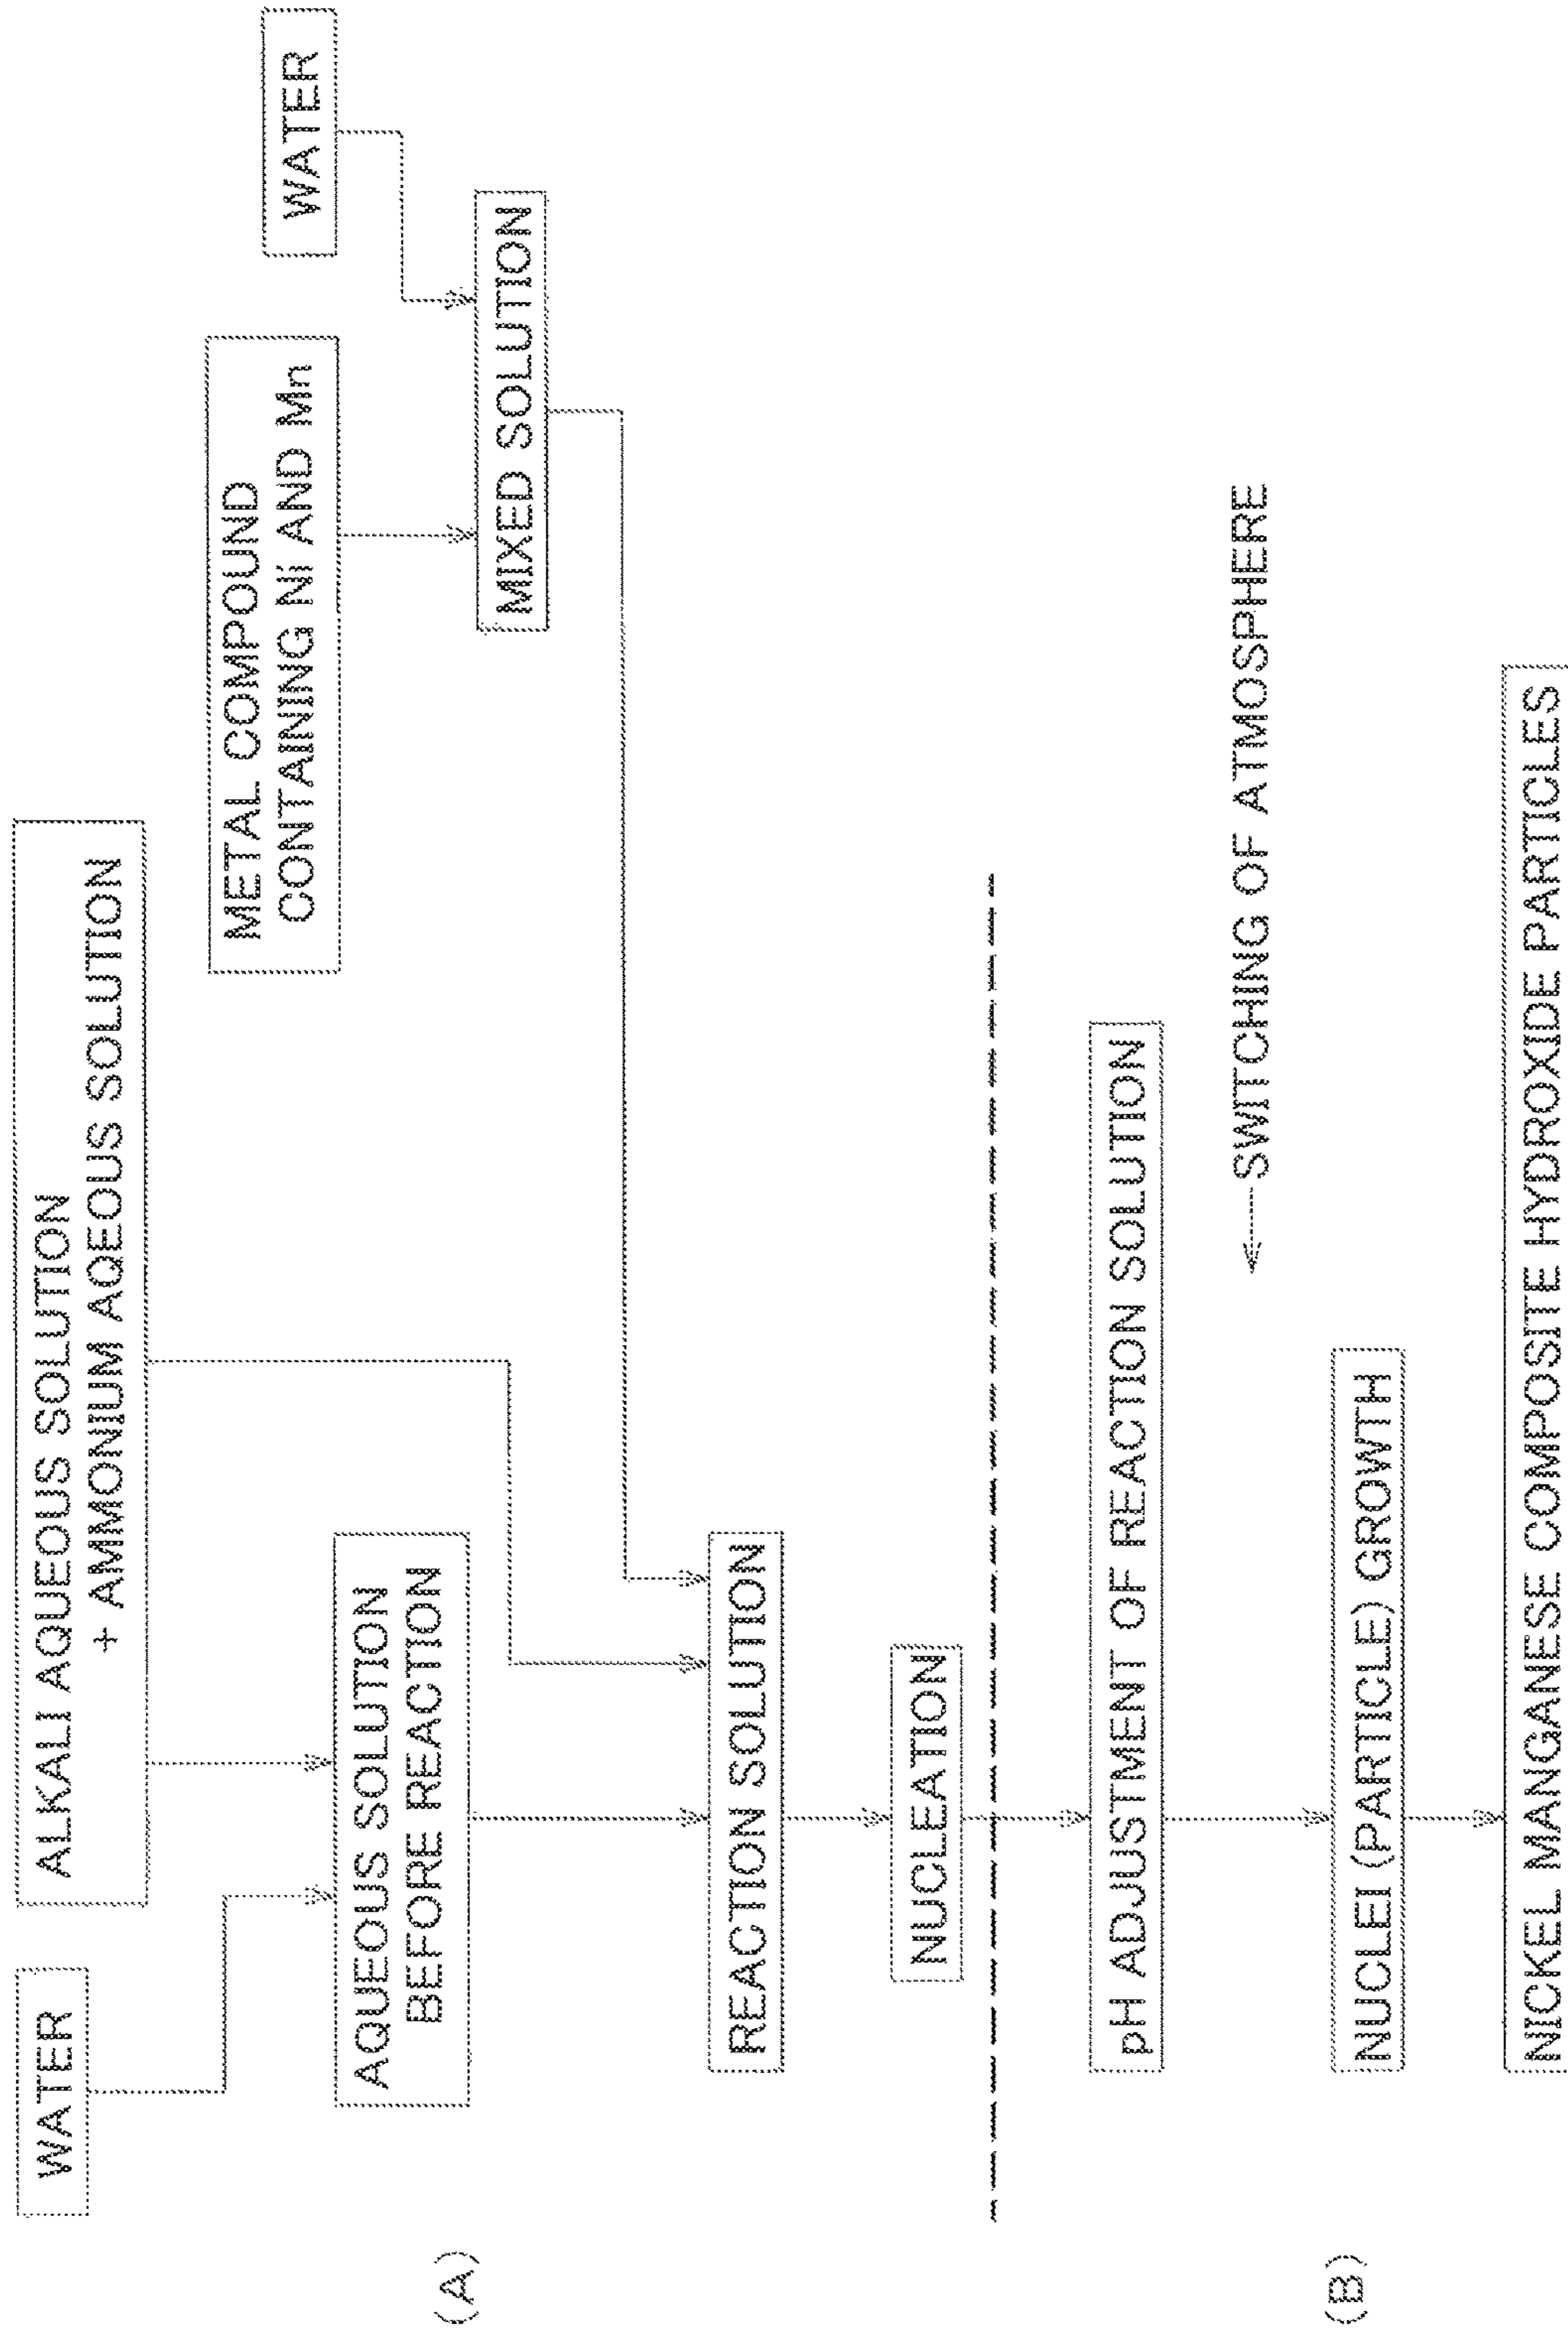 WATER
ALKALI AQUEOUS SOLUTION
+ AMMONIUM AQEOUS SOLUTION
METAL COMPOUND
CONTAINING Ni AND Mn
WATER
AQUEOUS SOLUTION
BEFORE REACTION
MIXED SOLUTION
(A)
REACTION SOLUTION
NUCLEATION
pH ADJUSTMENT OF REACTION SOLUTION
SWITCHING OF ATMOSPHERE
(B)
NUCLEI (PARTICLE) GROWTH
NICKEL MANGANESE COMPOSITE HYDROXIDE PARTICLES